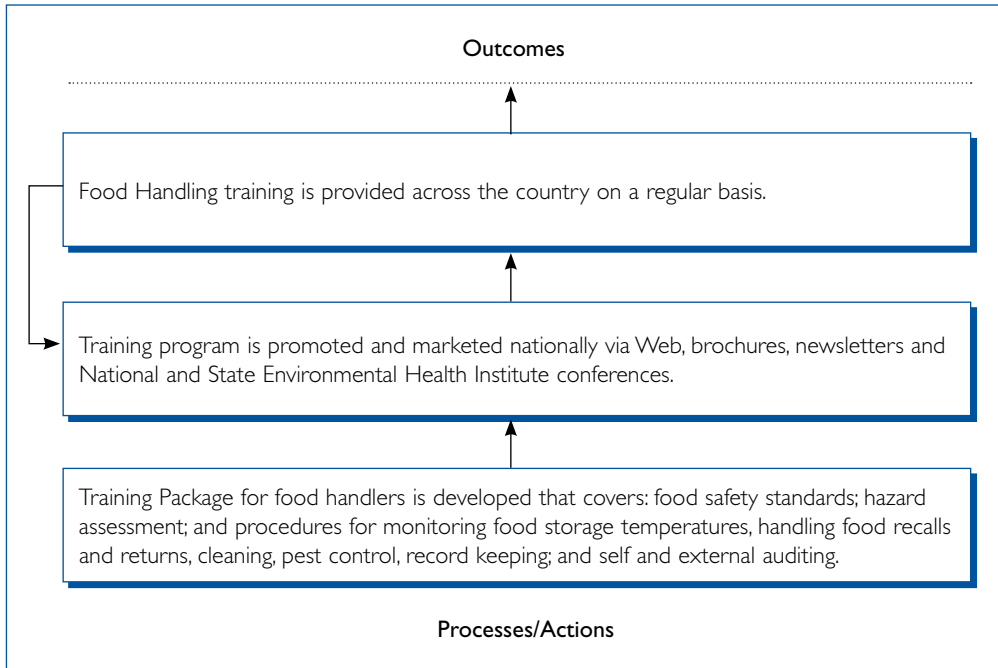 Outcomes
Food Handling training is provided across the country on a regular basis.
Training program is promoted and marketed nationally via Web, brochures, newsletters and
National and State Environmental Health Institute conferences.
Training Package for food handlers is developed that covers: food safety standards; hazard
assessment; and procedures for monitoring food storage temperatures, handling food recalls
and returns, cleaning, pest control, record keeping; and self and external auditing.
Processes/Actions